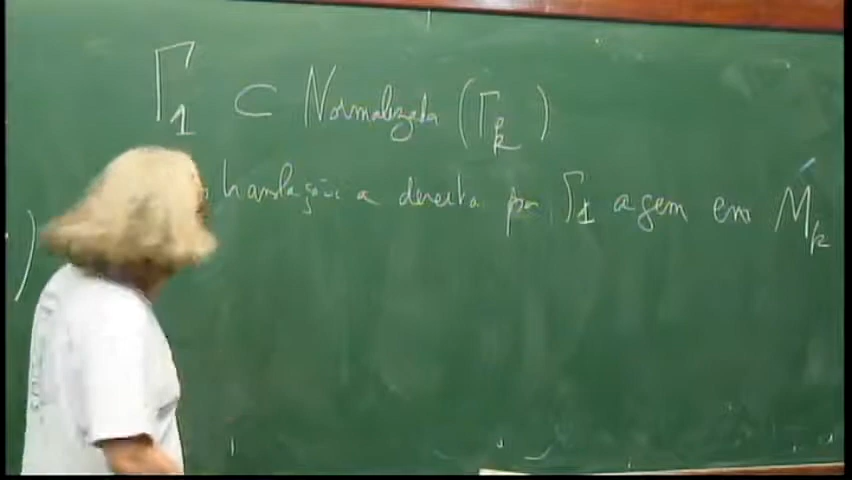 Γ₁ ⊂ Normalizador (Γₖ)
translações a direita por Γ₁ agem em Mₖ
)